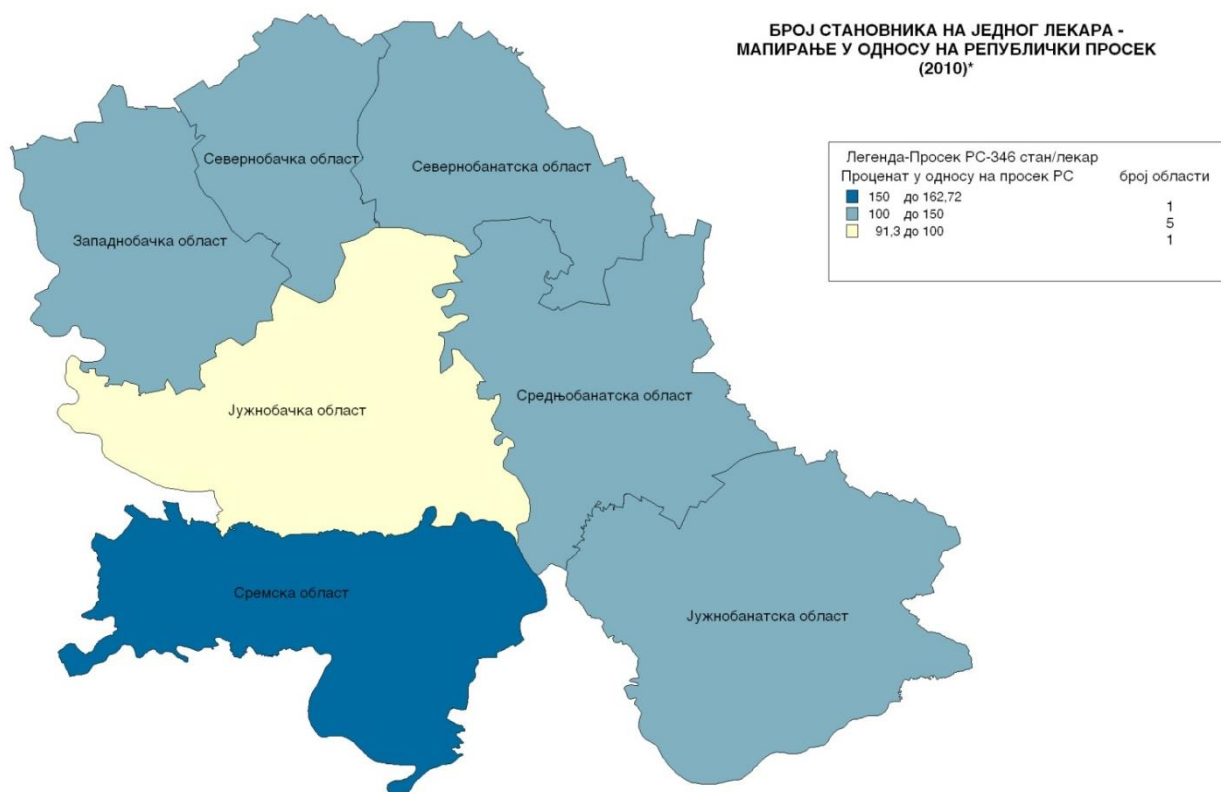 БРОЈ СТАНОВНИКА НА ЈЕДНОГ ЛЕКАРА -
МАПИРАЊЕ У ОДНОСУ НА РЕПУБЛИЧКИ ПРОСЕК
(2010)*
Легенда-Просек РС-346 стан/лекар
Проценат у односу на просек РС број области
150 до 162,72 1
100 до 150 5
91,3 до 100 1
Севернобачка област
Севернобанатска област
Западнобачка област
Средњобанатска област
Јужнобачка област
Сремска област
Јужнобанатска област